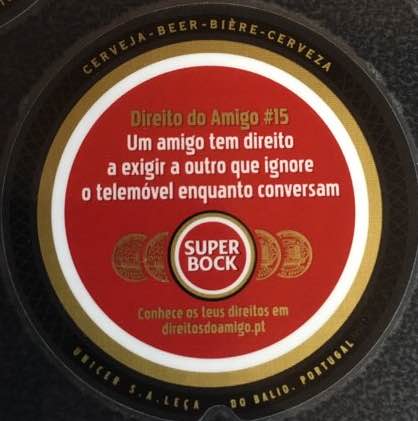 CERVEJA-BEER-BIÈRE-CERVEZA
Direito do Amigo #15
Um amigo tem direito
a exigir a outro que ignore
o telemóvel enquanto conversam
SUPER
BOCK
Conhece os teus direitos em
direitosdoamigo.pt
UNICER S.A. LEÇA DO BALIO. PORTUGAL